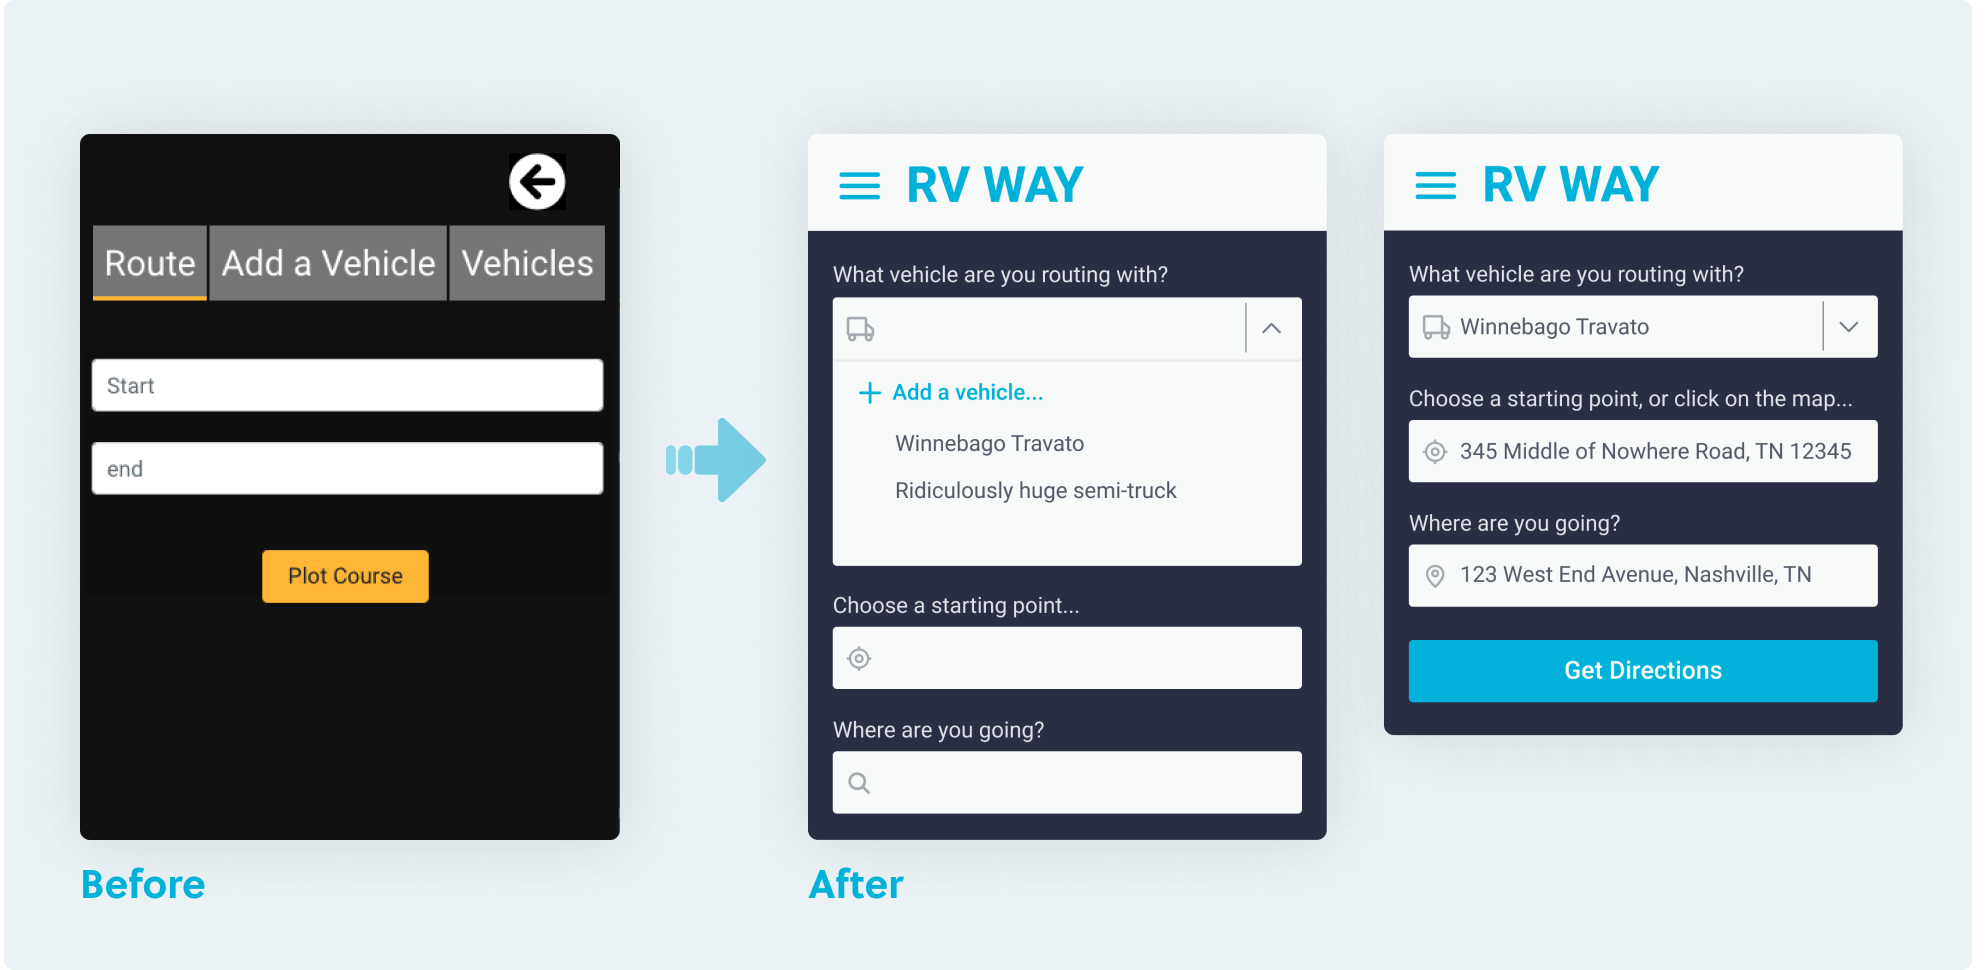 Route
Add a Vehicle
Vehicles
Start
end
Plot Course
Before
RV WAY
What vehicle are you routing with?
Add a vehicle...
Winnebago Travato
Ridiculously huge semi-truck
Choose a starting point...
Where are you going?
After
RV WAY
What vehicle are you routing with?
Winnebago Travato
Choose a starting point, or click on the map...
345 Middle of Nowhere Road, TN 12345
Where are you going?
123 West End Avenue, Nashville, TN
Get Directions